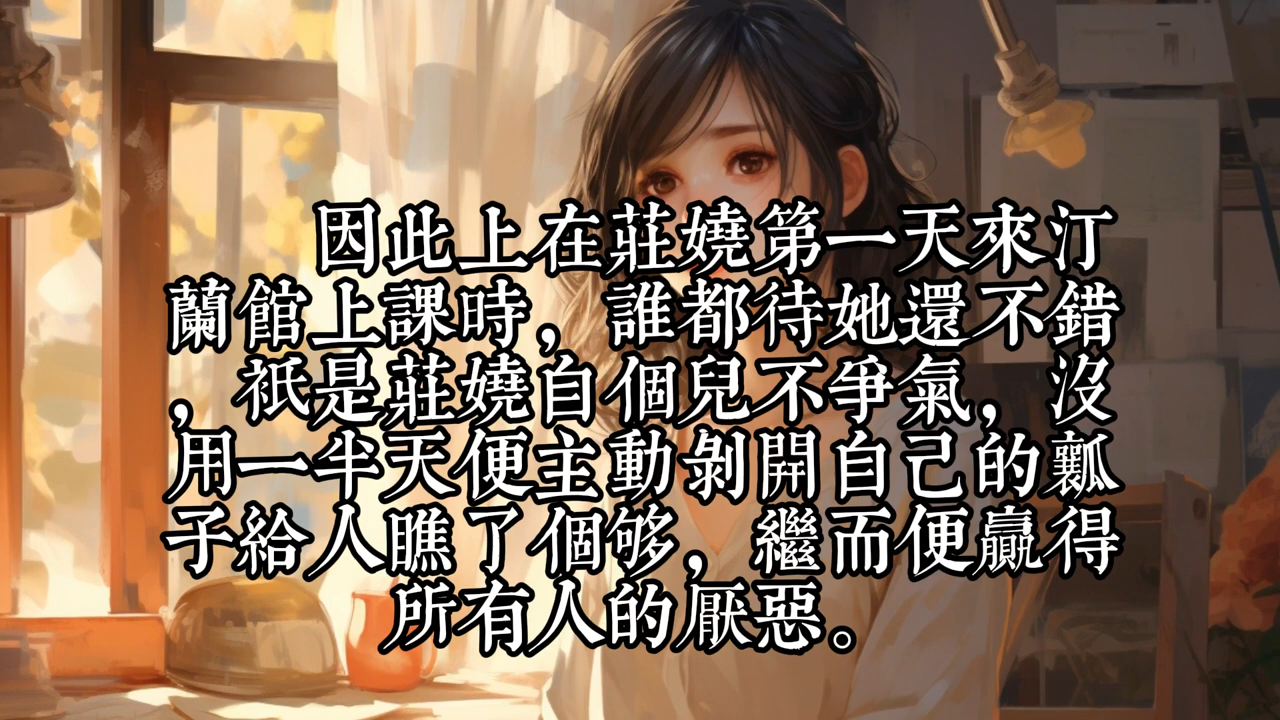 因此上在莊嬈第一天來汀
蘭館上課時，誰都待她還不錯
，祇是莊嬈自個兒不爭氣，沒
用一半天便主動剝開自己的瓤
子給人瞧了個够，繼而便贏得
所有人的厭惡。